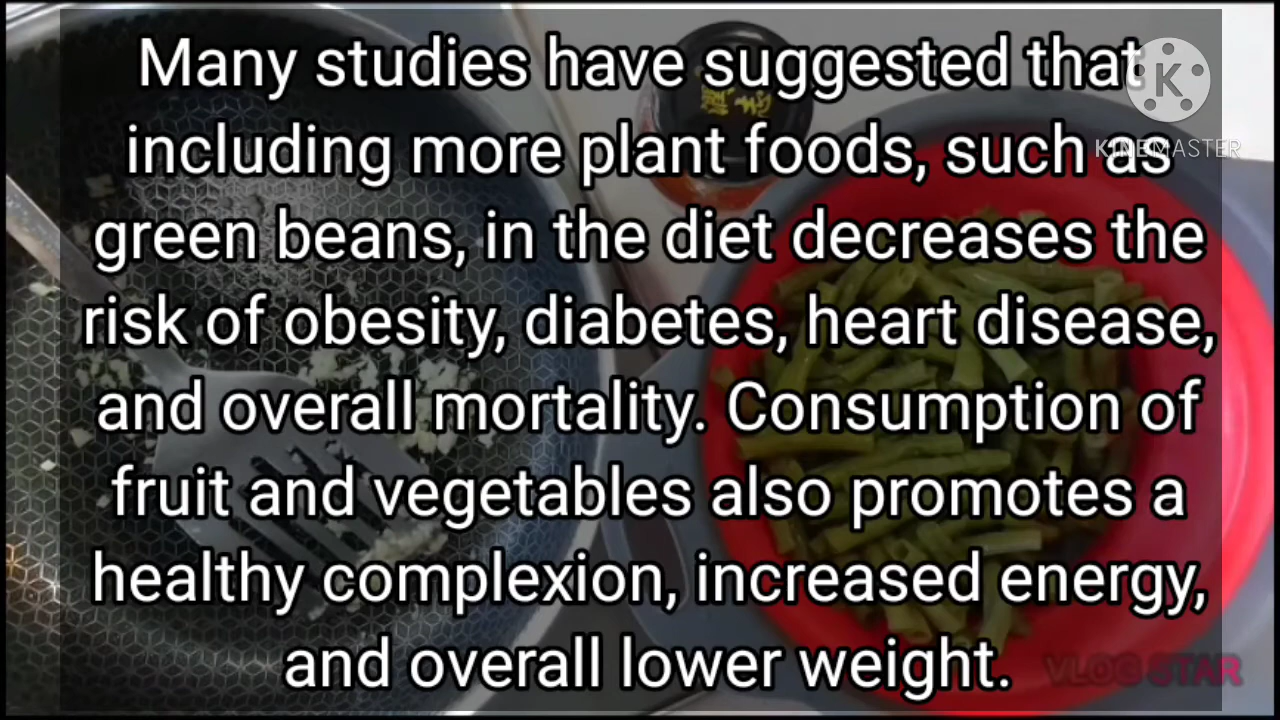 Many studies have suggested that
including more plant foods, such as
green beans, in the diet decreases the
risk of obesity, diabetes, heart disease,
and overall mortality. Consumption of
fruit and vegetables also promotes a
healthy complexion, increased energy,
and overall lower weight.
K
KINEMASTER
VLOG STAR